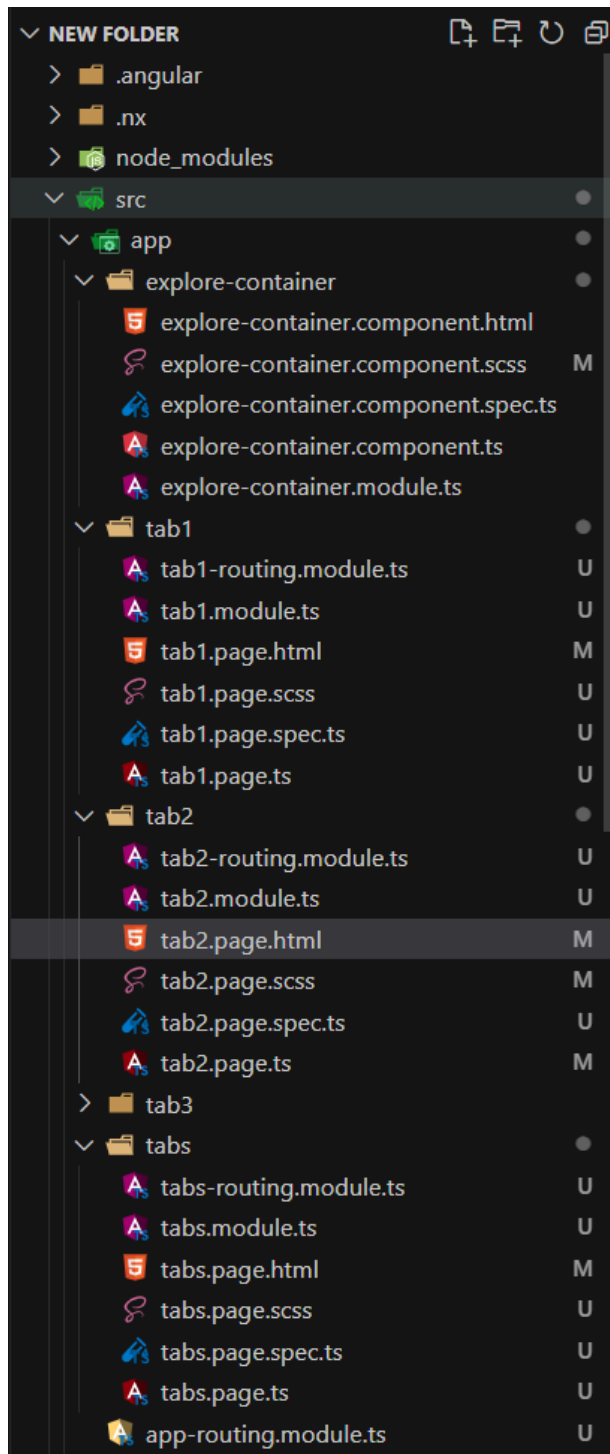 NEW FOLDER
.angular
.nx
node_modules
src
app
explore-container
explore-container.component.html
explore-container.component.scss M
explore-container.component.spec.ts
explore-container.component.ts
explore-container.module.ts
tab1
tab1-routing.module.ts U
tab1.module.ts U
tab1.page.html M
tab1.page.scss U
tab1.page.spec.ts U
tab1.page.ts U
tab2
tab2-routing.module.ts U
tab2.module.ts U
tab2.page.html M
tab2.page.scss M
tab2.page.spec.ts U
tab2.page.ts M
tab3
tabs
tabs-routing.module.ts U
tabs.module.ts U
tabs.page.html M
tabs.page.scss U
tabs.page.spec.ts U
tabs.page.ts U
app-routing.module.ts U